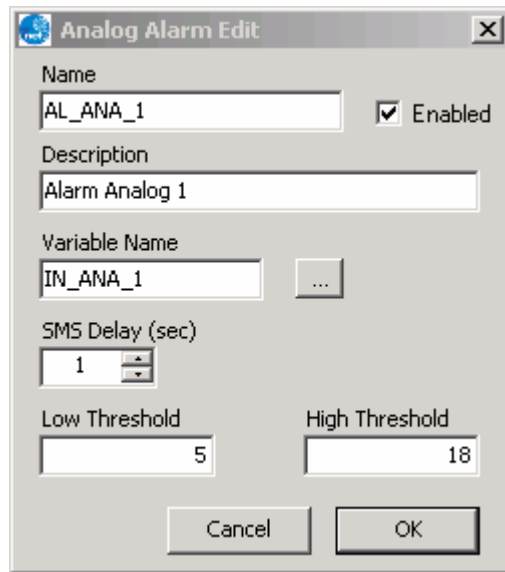 Analog Alarm Edit
Name
AL_ANA_1
Enabled
Description
Alarm Analog 1
Variable Name
IN_ANA_1
...
SMS Delay (sec)
1
Low Threshold High Threshold
5 18
Cancel OK